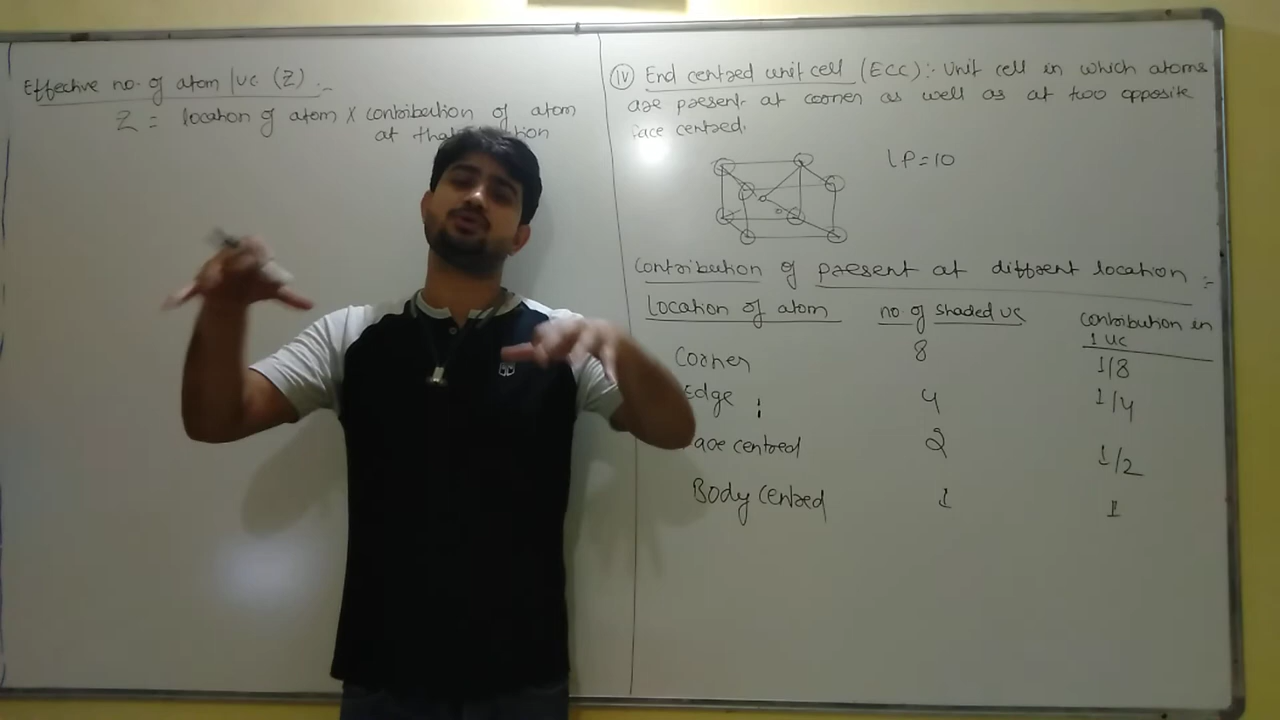 Effective no. of atom /uc (Z) :-
Z = location of atom x contribution of atom
at that
(iv) End centred unit cell (ECC):- Unit cell in which atoms
are present at corner as well as at two opposite
face centred.
LP=10
contribution of present at diffrent location :-
Location of atom no of shaded uc contribution in
1 uc
Corner 8 1/8
Edge 4 1/4
face centred 2 1/2
Body centred 1 1